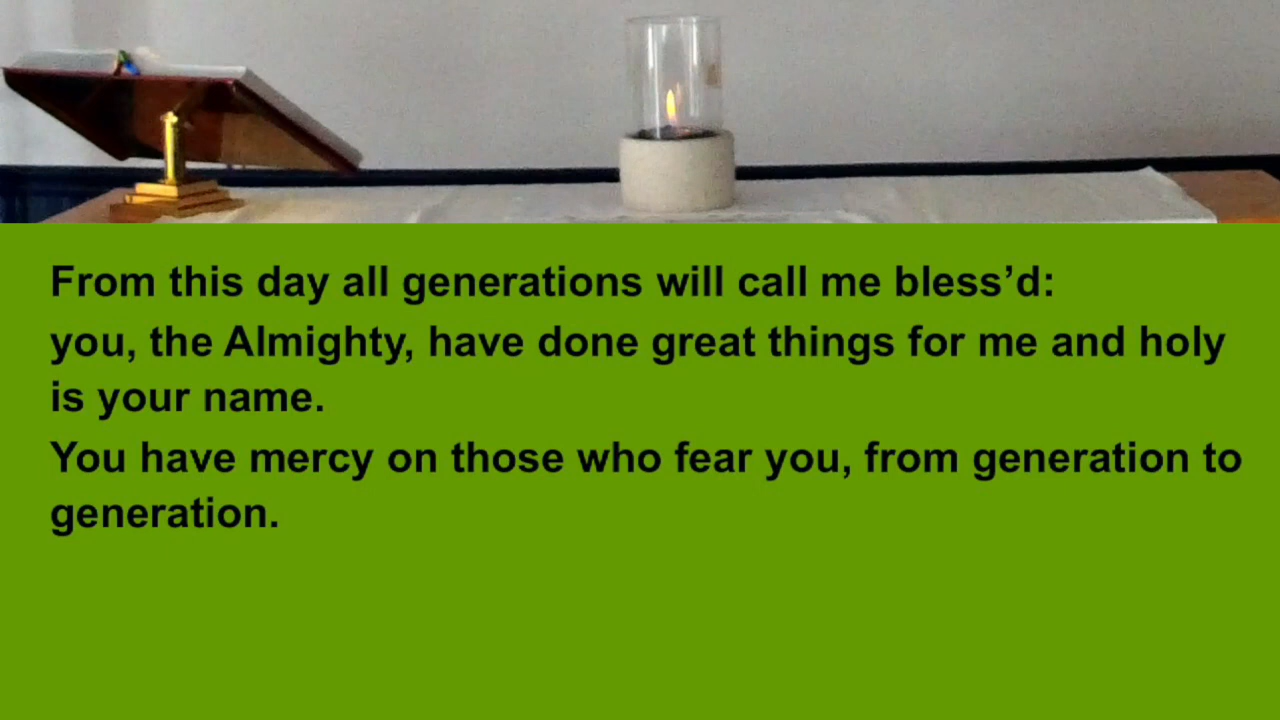 From this day all generations will call me bless’d:
you, the Almighty, have done great things for me and holy
is your name.
You have mercy on those who fear you, from generation to
generation.